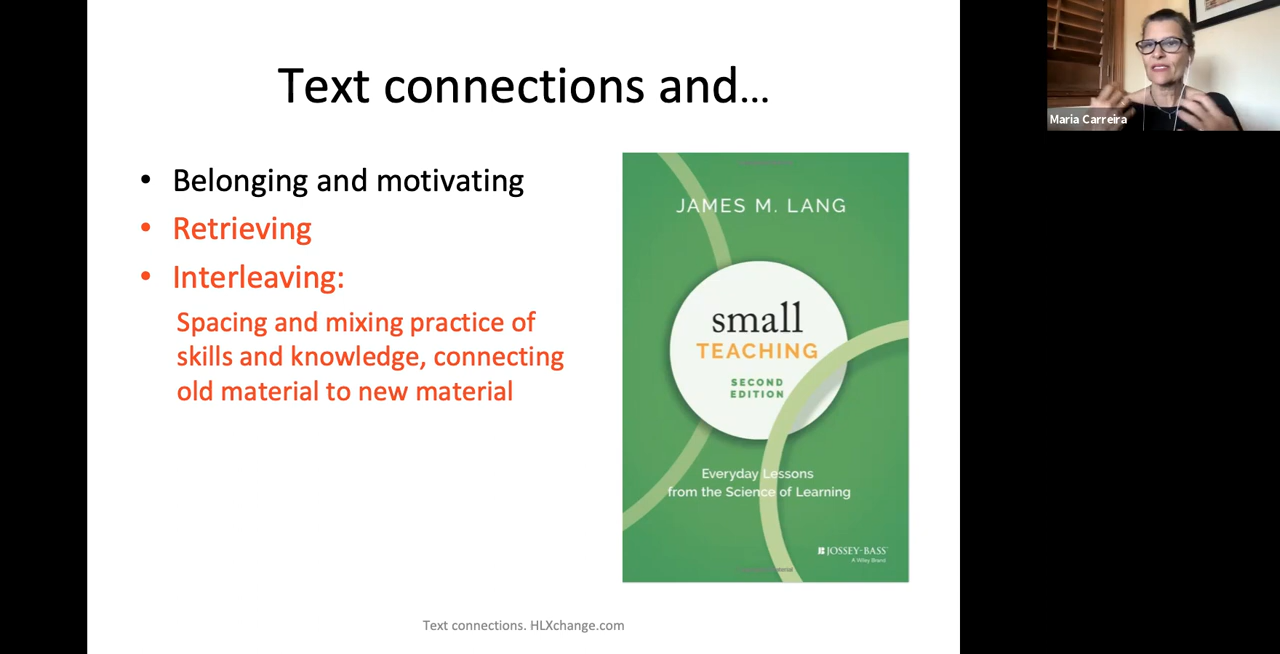 Text connections and…
• Belonging and motivating
• Retrieving
• Interleaving:
Spacing and mixing practice of
skills and knowledge, connecting
old material to new material
JAMES M. LANG
small
TEACHING
SECOND
EDITION
Everyday Lessons
from the Science of Learning
JOSSEY-BASS
A Wiley Brand
Text connections. HLXchange.com
Maria Carreira